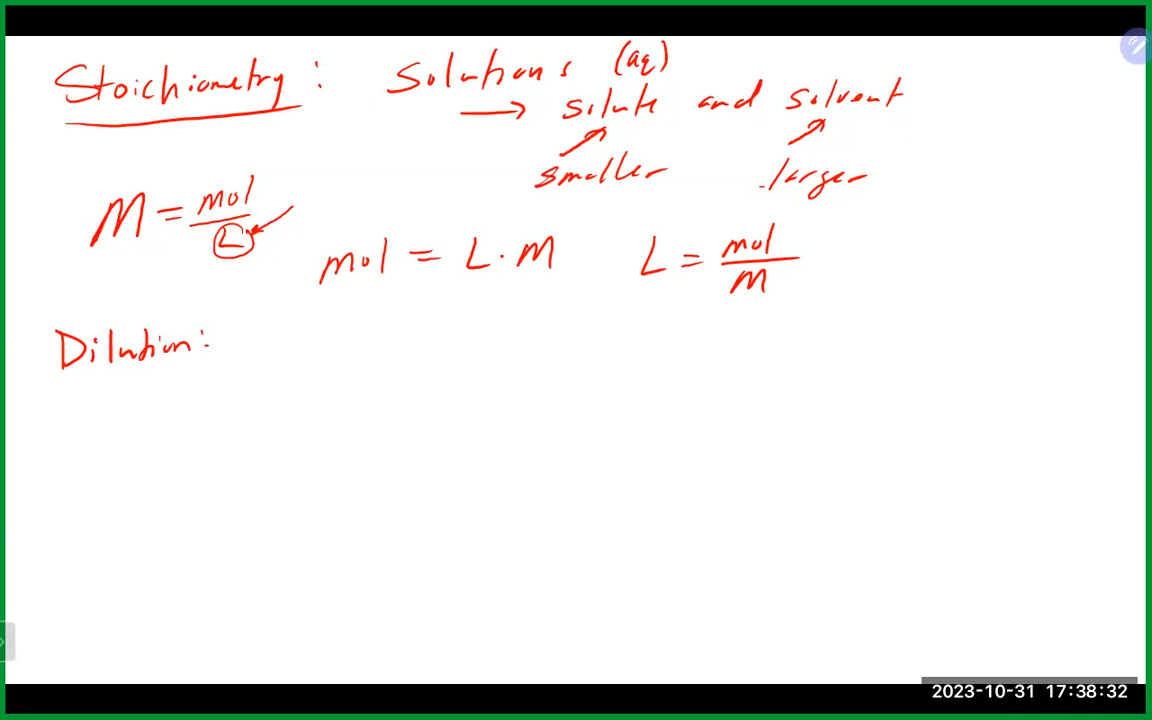 Stoichiometry: Solutions (aq)
→ solute and solvent
smaller larger
M = mol/L
mol = L · M L = mol/M
Dilution:
2023-10-31 17:38:32